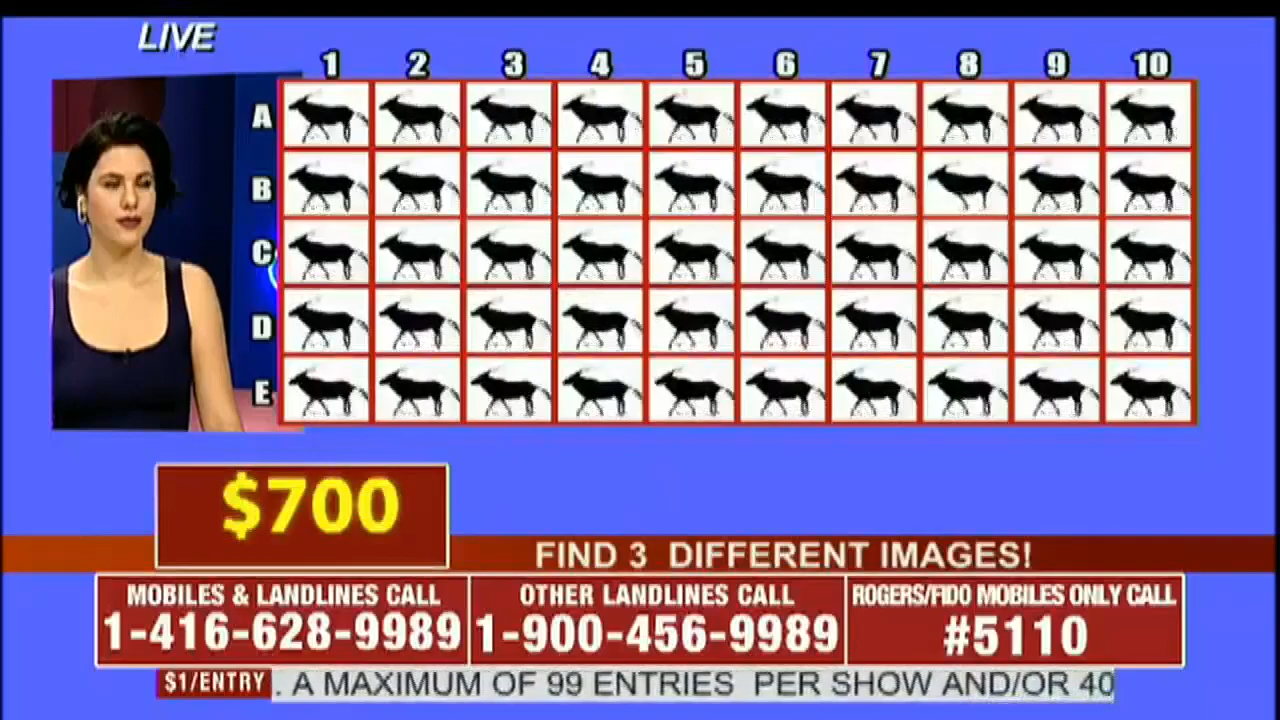 LIVE
1 2 3 4 5 6 7 8 9 10
A
B
C
D
E
$700
FIND 3 DIFFERENT IMAGES!
MOBILES & LANDLINES CALL
1-416-628-9989
OTHER LANDLINES CALL
1-900-456-9989
ROGERS/FIDO MOBILES ONLY CALL
#5110
$1/ENTRY
. A MAXIMUM OF 99 ENTRIES PER SHOW AND/OR 40